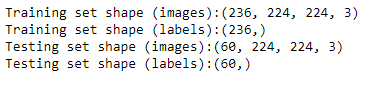 Training set shape (images):(236, 224, 224, 3)
Training set shape (labels):(236,)
Testing set shape (images):(60, 224, 224, 3)
Testing set shape (labels):(60,)